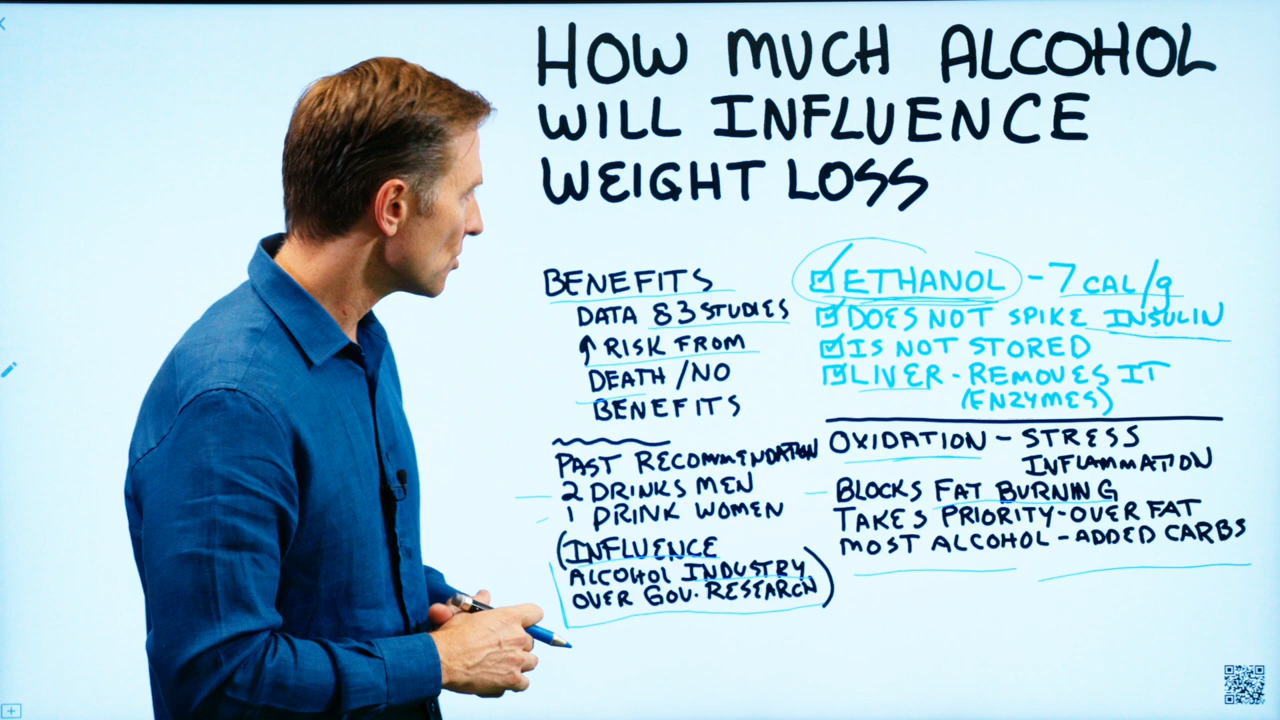 HOW MUCH ALCOHOL
WILL INFLUENCE
WEIGHT LOSS
BENEFITS
DATA 83 STUDIES
↑ RISK FROM
DEATH/NO
BENEFITS
PAST RECOMMENDATION
2 DRINKS MEN
1 DRINK WOMEN
(INFLUENCE
ALCOHOL INDUSTRY
OVER GOV. RESEARCH)
☑ ETHANOL - 7 CAL/g
☑ DOES NOT SPIKE INSULIN
☑ IS NOT STORED
☑ LIVER - REMOVES IT
(ENZYMES)
OXIDATION - STRESS
INFLAMMATION
BLOCKS FAT BURNING
TAKES PRIORITY-OVER FAT
MOST ALCOHOL - ADDED CARBS